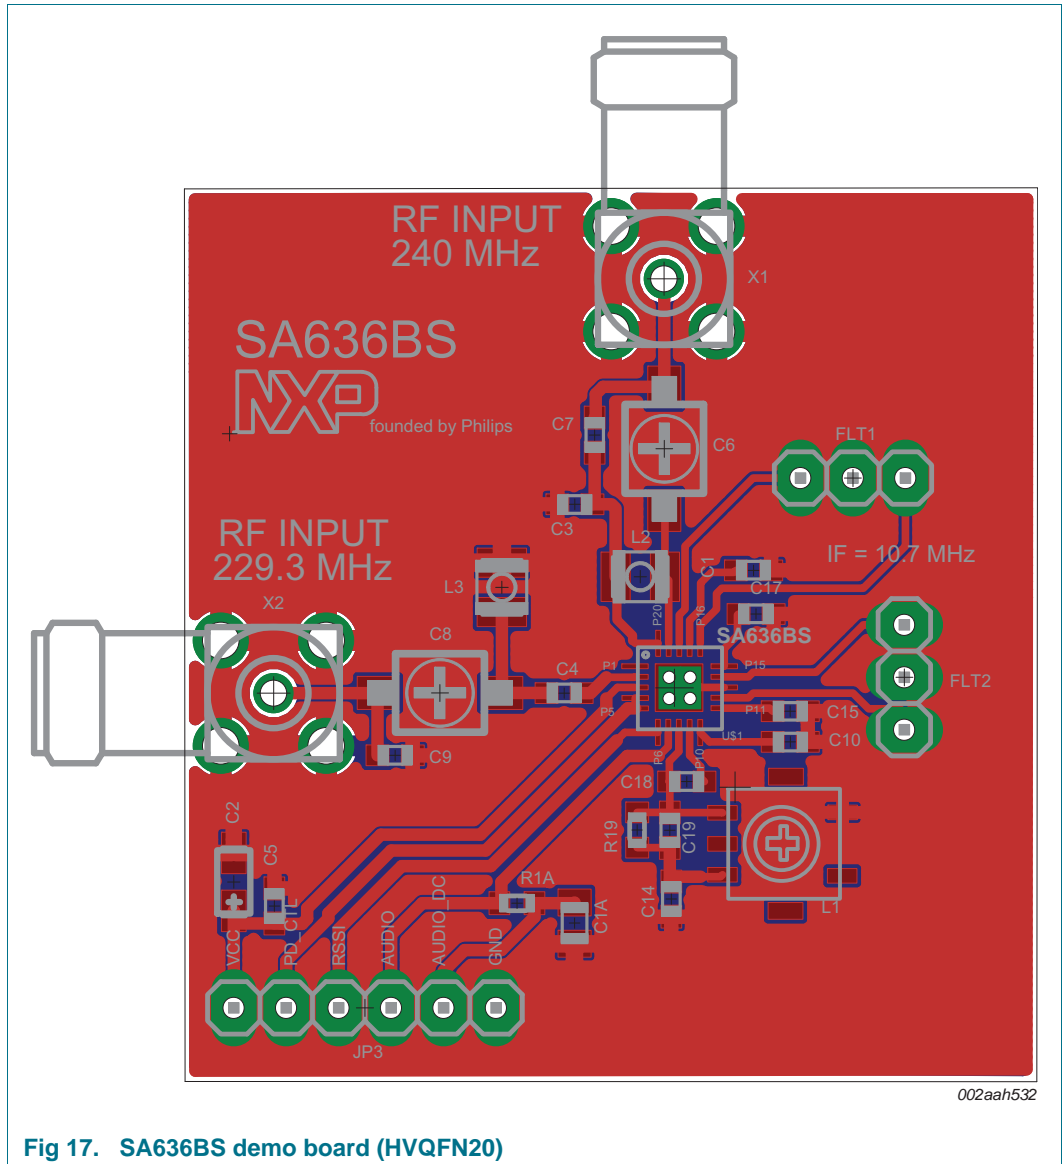 RF INPUT
240 MHz
X1
SA636BS
NXP
founded by Philips
C7
C6
FLT1
C3
RF INPUT
229.3 MHz
L2
IF = 10.7 MHz
C1
C17
L3
X2
P20
P16
SA636BS
C8
C4
P1
P15
FLT2
P5
P11
C15
U$1
C10
C9
P6
P10
C18
C2
C5
R19
C19
R1A
C14
C1A
L1
VCC
PD_CTL
RSSI
AUDIO
AUDIO_DC
GND
JP3
002aah532
Fig 17. SA636BS demo board (HVQFN20)